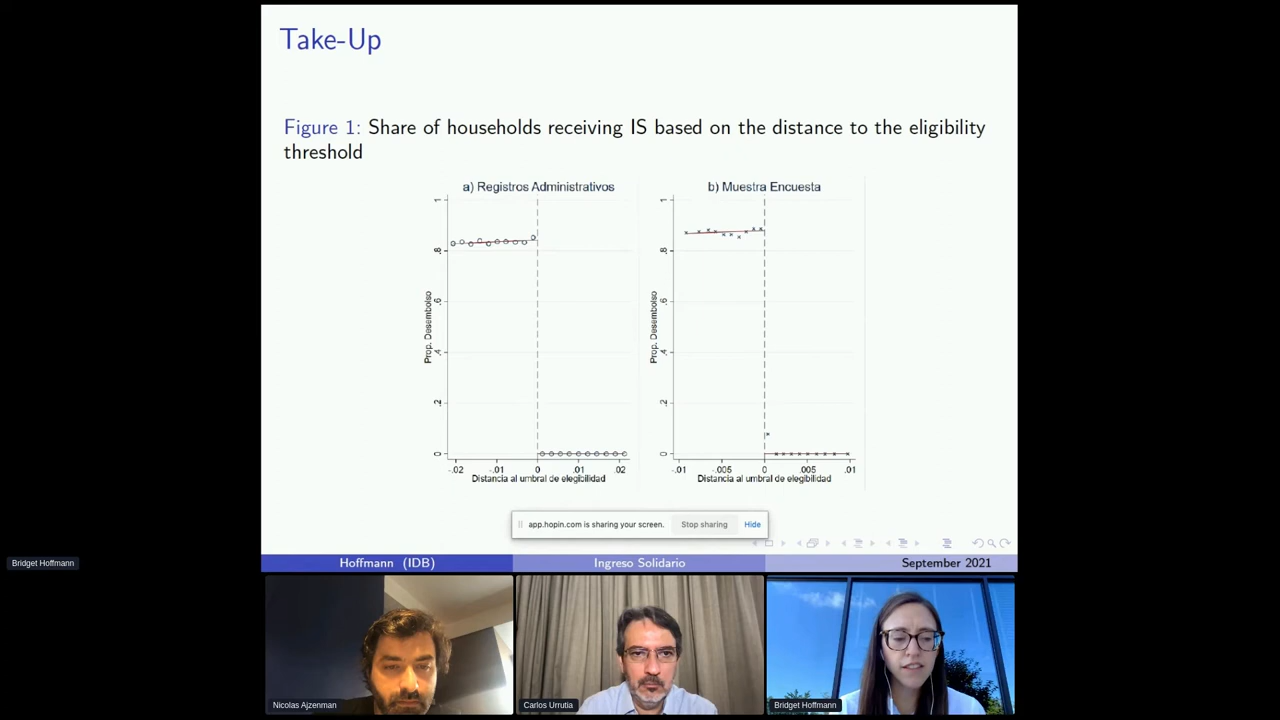 Take-Up
Figure 1: Share of households receiving IS based on the distance to the eligibility
threshold
a) Registros Administrativos
1
.8
.6
.4
.2
0
Prop. Desembolso
-.02 -.01 0 .01 .02
Distancia al umbral de elegibilidad
b) Muestra Encuesta
1
.8
.6
.4
.2
0
Prop. Desembolso
-.01 -.005 0 .005 .01
Distancia al umbral de elegibilidad
app.hopin.com is sharing your screen. Stop sharing Hide
Hoffmann (IDB) Ingreso Solidario September 2021
Bridget Hoffmann
Nicolas Ajzenman
Carlos Urrutia
Bridget Hoffmann